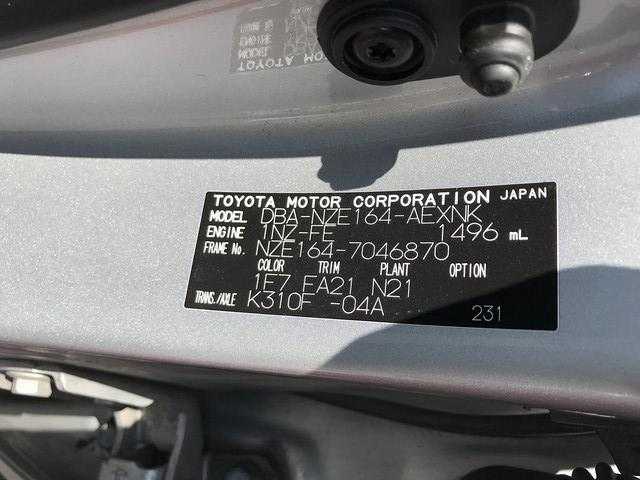 TOYOTA MOTOR CORPORATION JAPAN
MODEL DBA-NZE164-AEXNK
ENGINE 1NZ-FE 1496 mL
FRAME No. NZE164-7046870
COLOR TRIM PLANT OPTION
1F7 FA21 N21
TRANS./AXLE K310F -04A
231